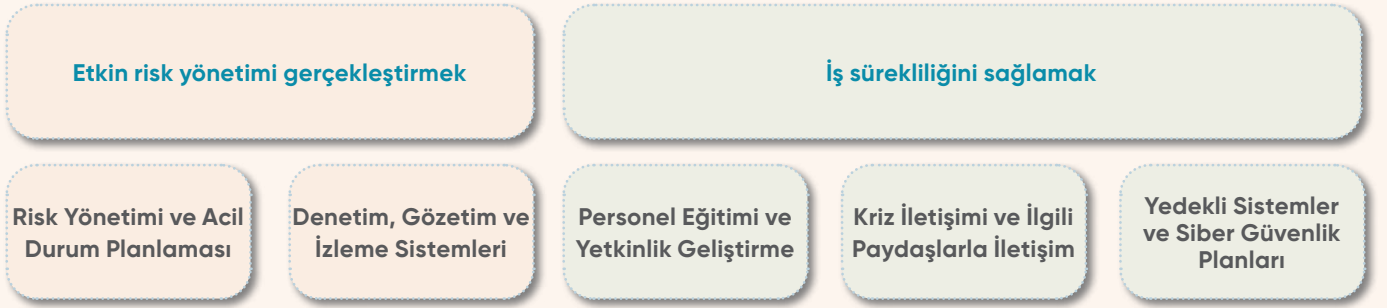 Etkin risk yönetimi gerçekleştirmek
İş sürekliliğini sağlamak
Risk Yönetimi ve Acil
Durum Planlaması
Denetim, Gözetim ve
İzleme Sistemleri
Personel Eğitimi ve
Yetkinlik Geliştirme
Kriz İletişimi ve İlgili
Paydaşlarla İletişim
Yedekli Sistemler
ve Siber Güvenlik
Planları